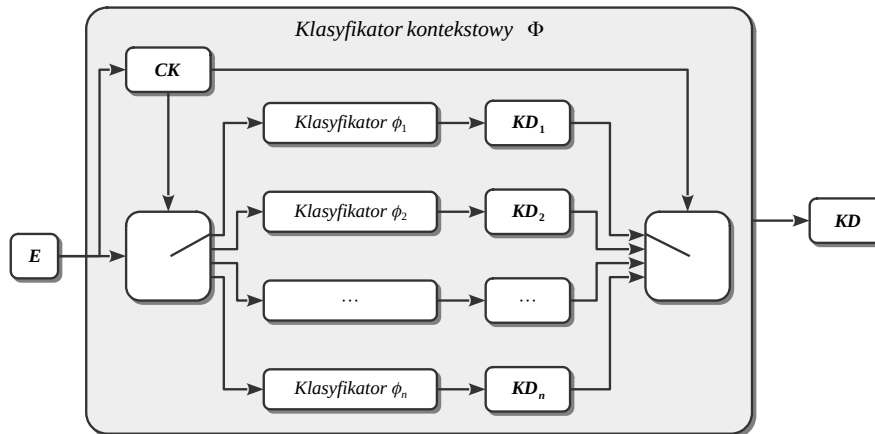 Klasyfikator kontekstowy Φ
CK
Klasyfikator ϕ₁
KD₁
Klasyfikator ϕ₂
KD₂
E
KD
...
...
Klasyfikator ϕₙ
KDₙ